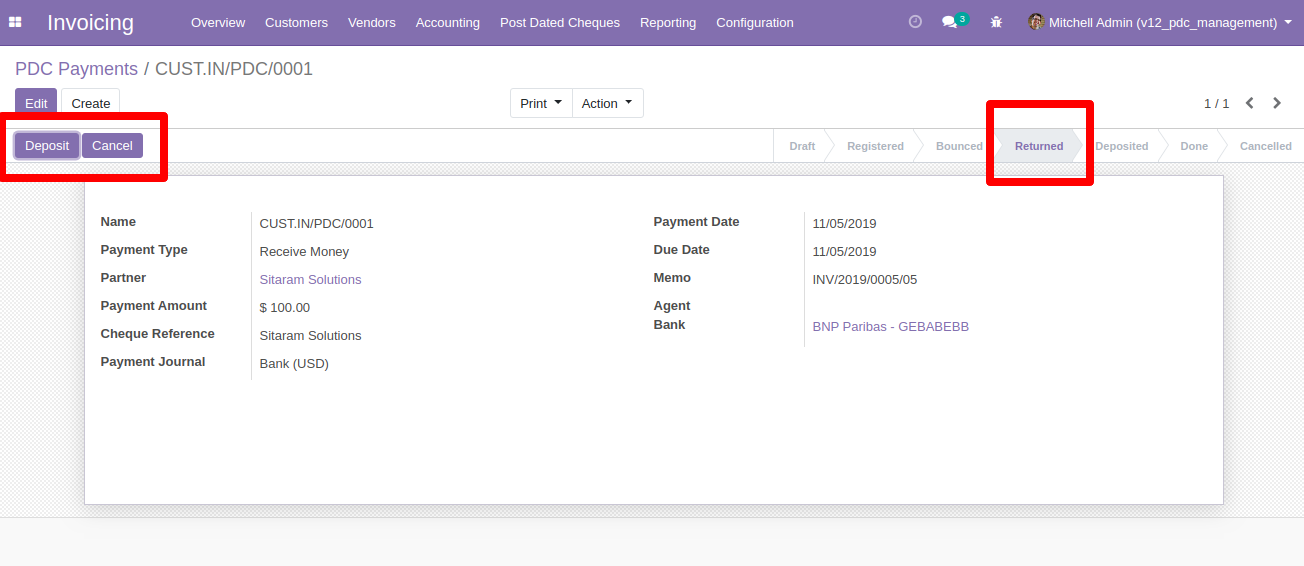 Invoicing Overview Customers Vendors Accounting Post Dated Cheques Reporting Configuration 3 Mitchell Admin (v12_pdc_management)
PDC Payments / CUST.IN/PDC/0001
Edit Create Print Action 1 / 1
Deposit Cancel Draft Registered Bounced Returned Deposited Done Cancelled
Name CUST.IN/PDC/0001 Payment Date 11/05/2019
Payment Type Receive Money Due Date 11/05/2019
Partner Sitaram Solutions Memo INV/2019/0005/05
Payment Amount $ 100.00 Agent
Cheque Reference Sitaram Solutions Bank BNP Paribas - GEBABEBB
Payment Journal Bank (USD)